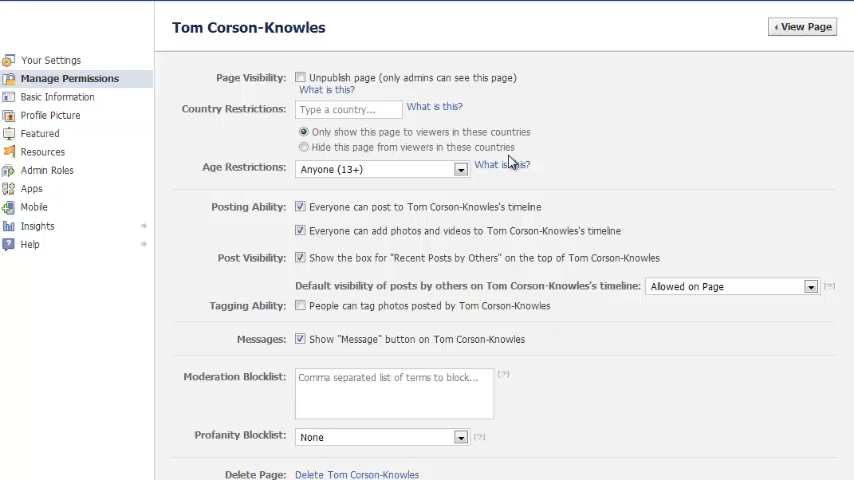 Tom Corson-Knowles
View Page
Your Settings
Manage Permissions
Basic Information
Profile Picture
Featured
Resources
Admin Roles
Apps
Mobile
Insights
Help
Page Visibility: Unpublish page (only admins can see this page)
What is this?
Country Restrictions: Type a country... What is this?
Only show this page to viewers in these countries
Hide this page from viewers in these countries
Age Restrictions: Anyone (13+) What is this?
Posting Ability: Everyone can post to Tom Corson-Knowles's timeline
Everyone can add photos and videos to Tom Corson-Knowles's timeline
Post Visibility: Show the box for "Recent Posts by Others" on the top of Tom Corson-Knowles
Default visibility of posts by others on Tom Corson-Knowles's timeline: Allowed on Page [?]
Tagging Ability: People can tag photos posted by Tom Corson-Knowles
Messages: Show "Message" button on Tom Corson-Knowles
Moderation Blocklist: Comma separated list of terms to block... [?]
Profanity Blocklist: None [?]
Delete Page: Delete Tom Corson-Knowles